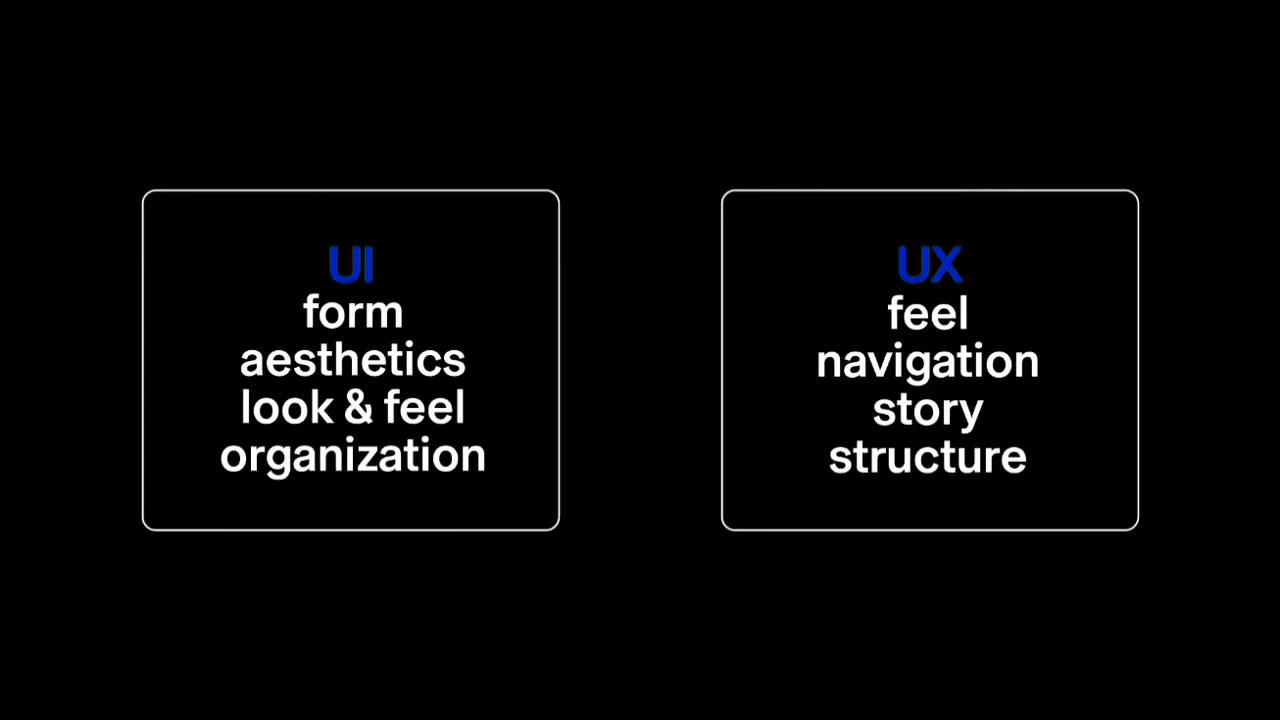 UI
form
aesthetics
look & feel
organization
UX
feel
navigation
story
structure